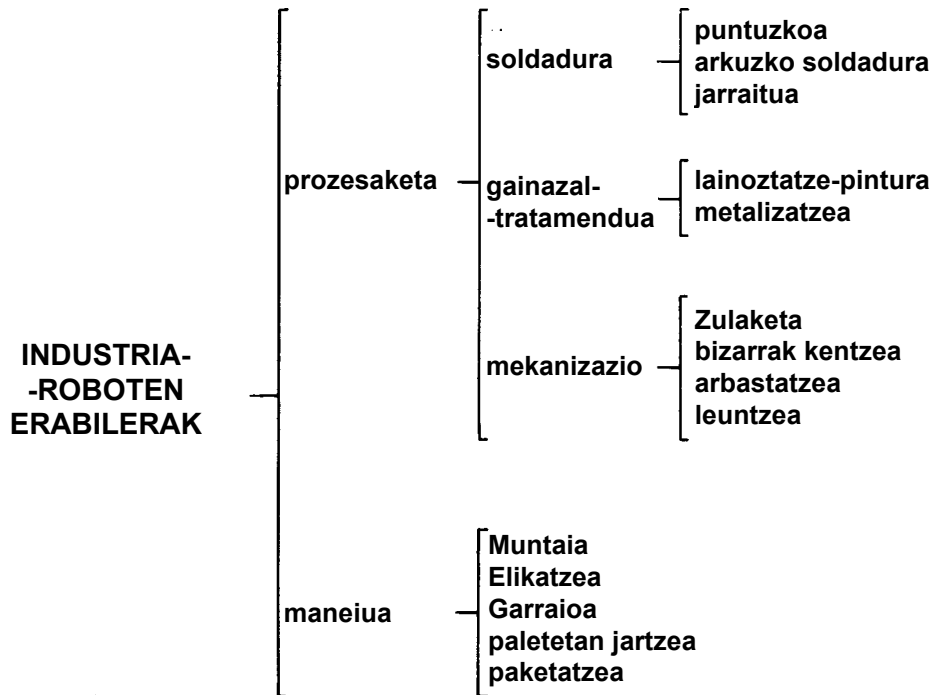 INDUSTRIA-
-ROBOTEN
ERABILERAK
prozesaketa
soldadura
puntuzkoa
arkuzko soldadura
jarraitua
gainazal-
-tratamendua
lainoztatze-pintura
metalizatzea
mekanizazio
Zulaketa
bizarrak kentzea
arbastatzea
leuntzea
maneiua
Muntaia
Elikatzea
Garraioa
paletetan jartzea
paketatzea